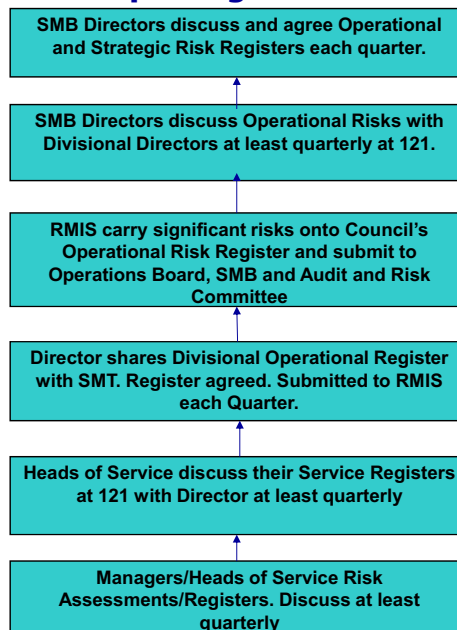 SMB Directors discuss and agree Operational
and Strategic Risk Registers each quarter.
SMB Directors discuss Operational Risks with
Divisional Directors at least quarterly at 121.
RMIS carry significant risks onto Council's
Operational Risk Register and submit to
Operations Board, SMB and Audit and Risk
Committee
Director shares Divisional Operational Register
with SMT. Register agreed. Submitted to RMIS
each Quarter.
Heads of Service discuss their Service Registers
at 121 with Director at least quarterly
Managers/Heads of Service Risk
Assessments/Registers. Discuss at least
quarterly